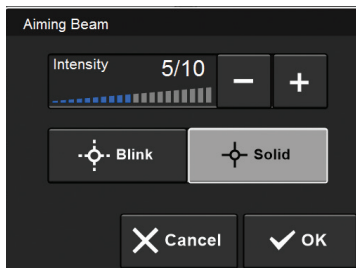 Aiming Beam
Intensity 5/10
− +
Blink Solid
Cancel OK